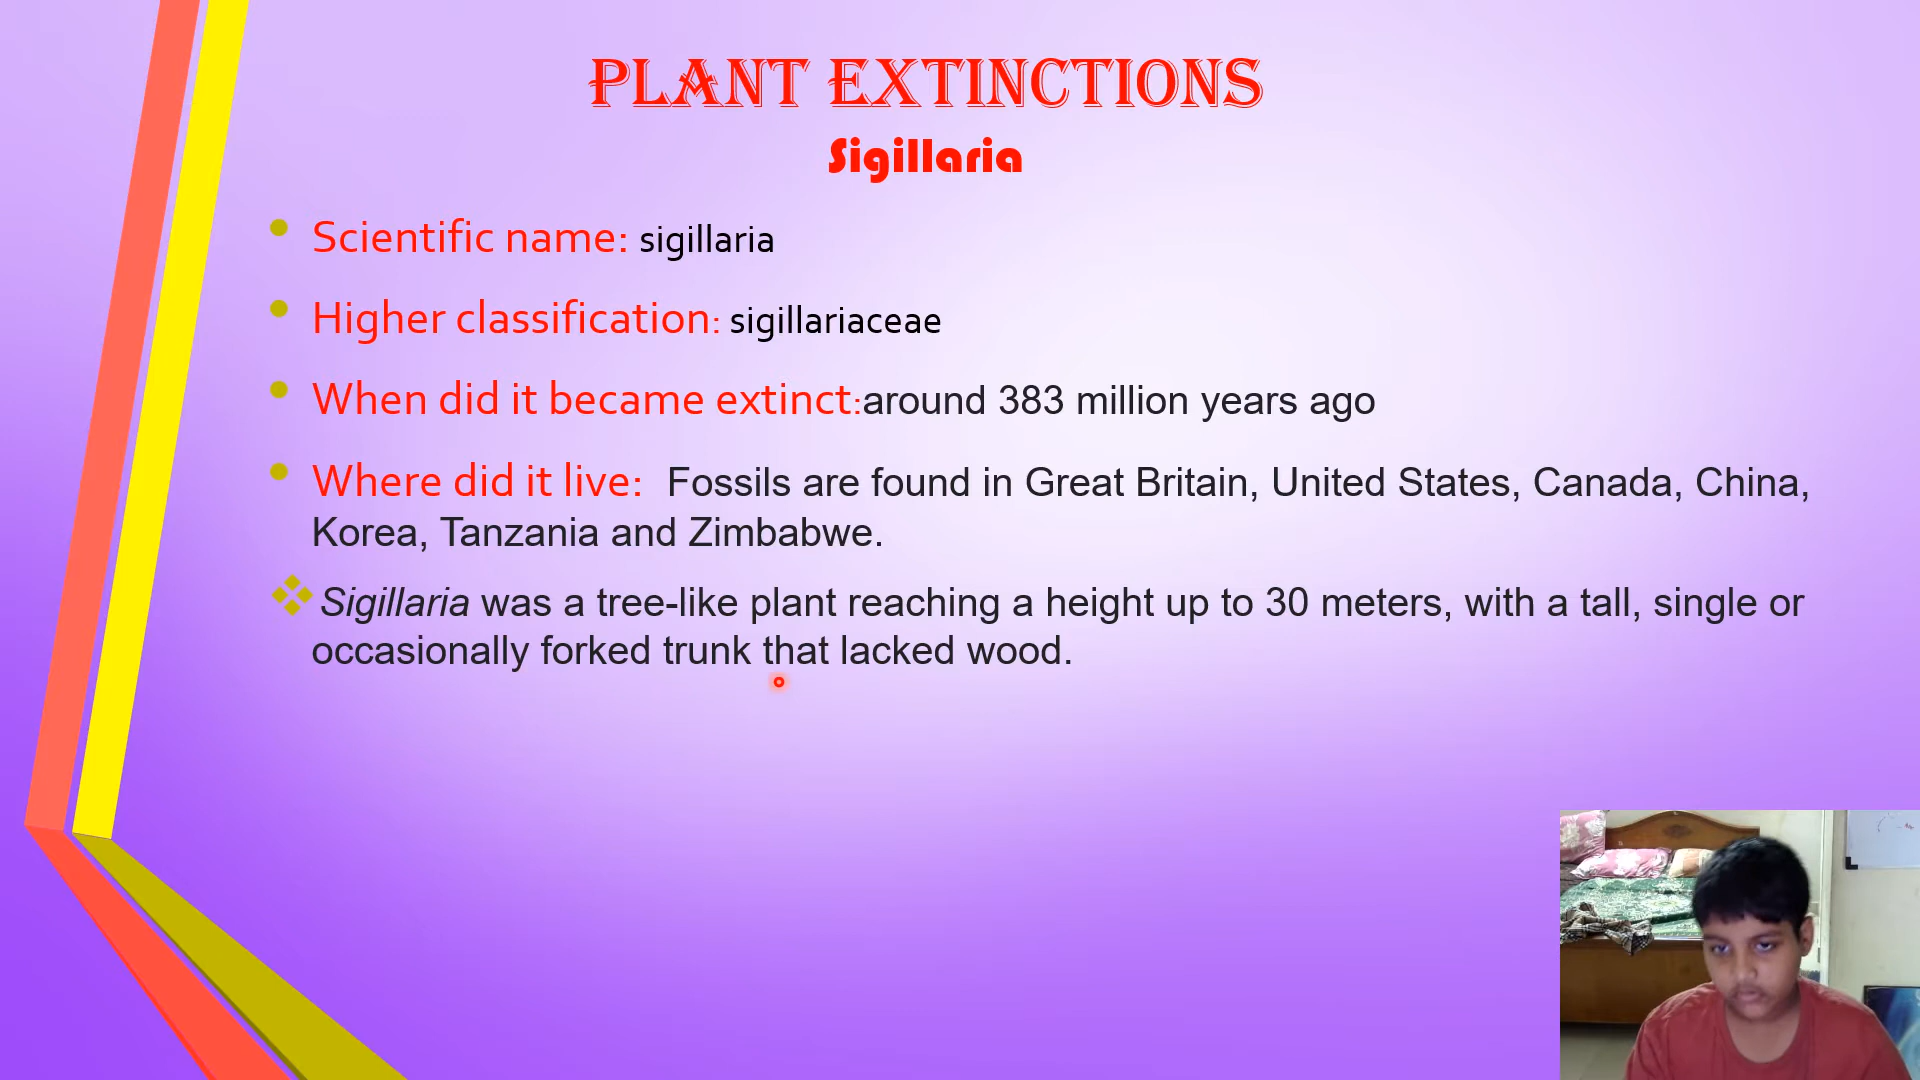 PLANT EXTINCTIONS
Sigillaria
Scientific name: sigillaria
Higher classification: sigillariaceae
When did it became extinct:around 383 million years ago
Where did it live: Fossils are found in Great Britain, United States, Canada, China,
Korea, Tanzania and Zimbabwe.
Sigillaria was a tree-like plant reaching a height up to 30 meters, with a tall, single or
occasionally forked trunk that lacked wood.